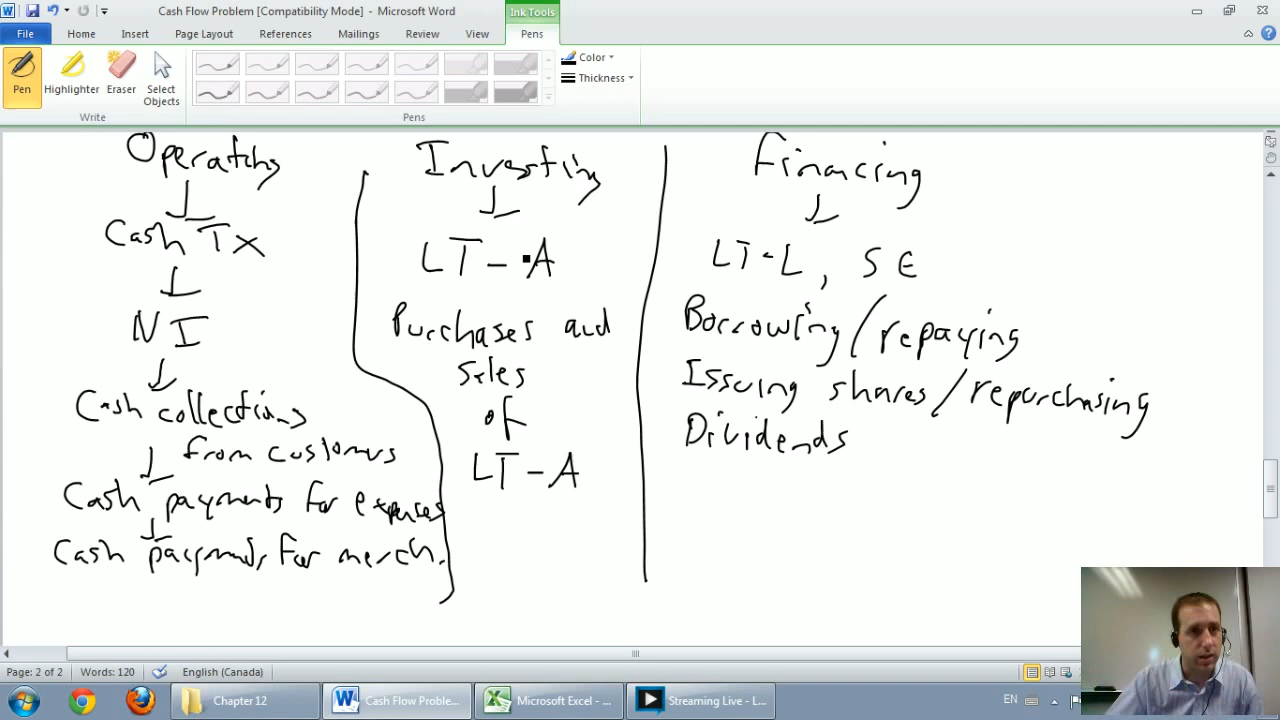 Cash Flow Problem [Compatibility Mode] - Microsoft Word
Ink Tools
File Home Insert Page Layout References Mailings Review View Pens
Pen Highlighter Eraser Select Objects
Color
Thickness
Write
Pens
Operating
Cash Tx
NI
Cash collections
from customers
Cash payments for expenses
Cash payments for merch.
Investing
LT-A
Purchases and
Sales
of
LT-A
Financing
LT-L, SE
Borrowing/repaying
Issuing shares/repurchasing
Dividends
Page: 2 of 2 Words: 120 English (Canada)
Chapter 12 Cash Flow Proble... Microsoft Excel - ... Streaming Live - L... EN